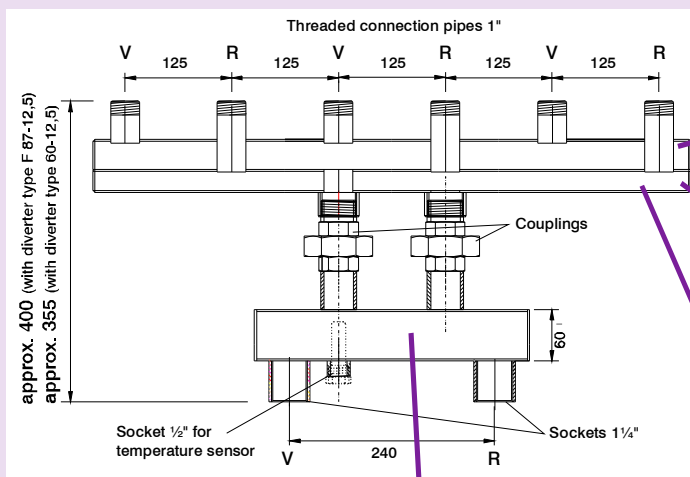 Threaded connection pipes 1"
V R V R V R
125 125 125 125 125
approx. 400 (with diverter type F 87-12,5)
approx. 355 (with diverter type 60-12,5)
Couplings
60
Socket ½" for
temperature sensor
Sockets 1¼"
240
V R